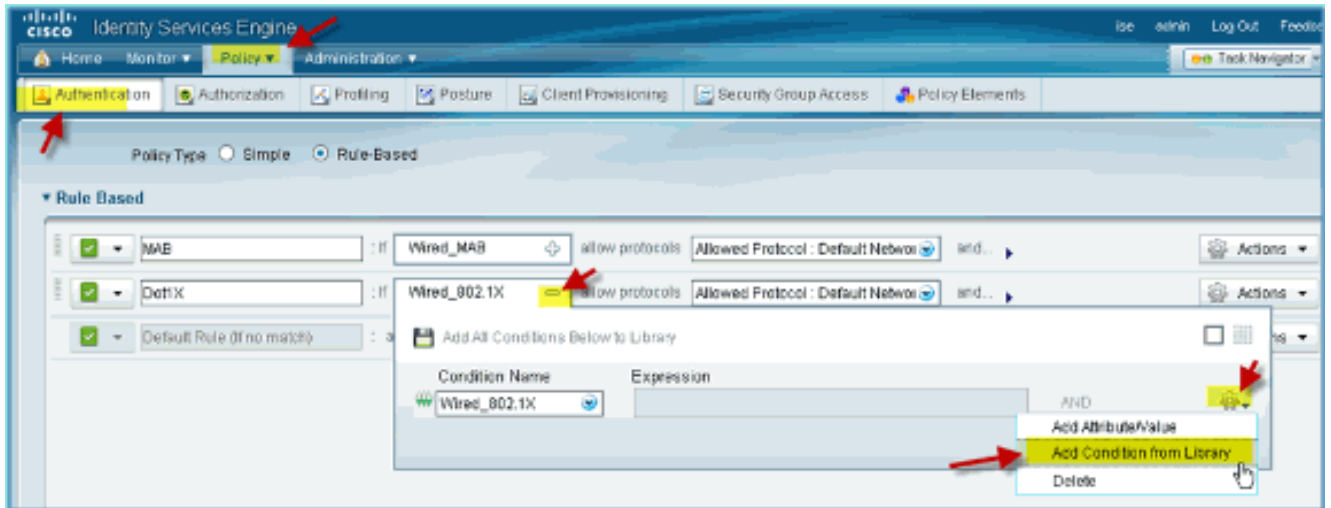 cisco Identity Services Engine ise admin Log Out
Home Monitor Policy Administration Task Navigator
Authentication Authorization Profiling Posture Client Provisioning Security Group Access Policy Elements
Policy Type Simple Rule-Based
Rule Based
MAB : If Wired_MAB allow protocols Allowed Protocol : Default Networ and.. Actions
Dot1X : If Wired_802.1X allow protocols Allowed Protocol : Default Networ and.. Actions
Default Rule (If no match) : a ns
Add All Conditions Below to Library
Condition Name Expression
Wired_802.1X AND
Add Attribute/Value
Add Condition from Library
Delete